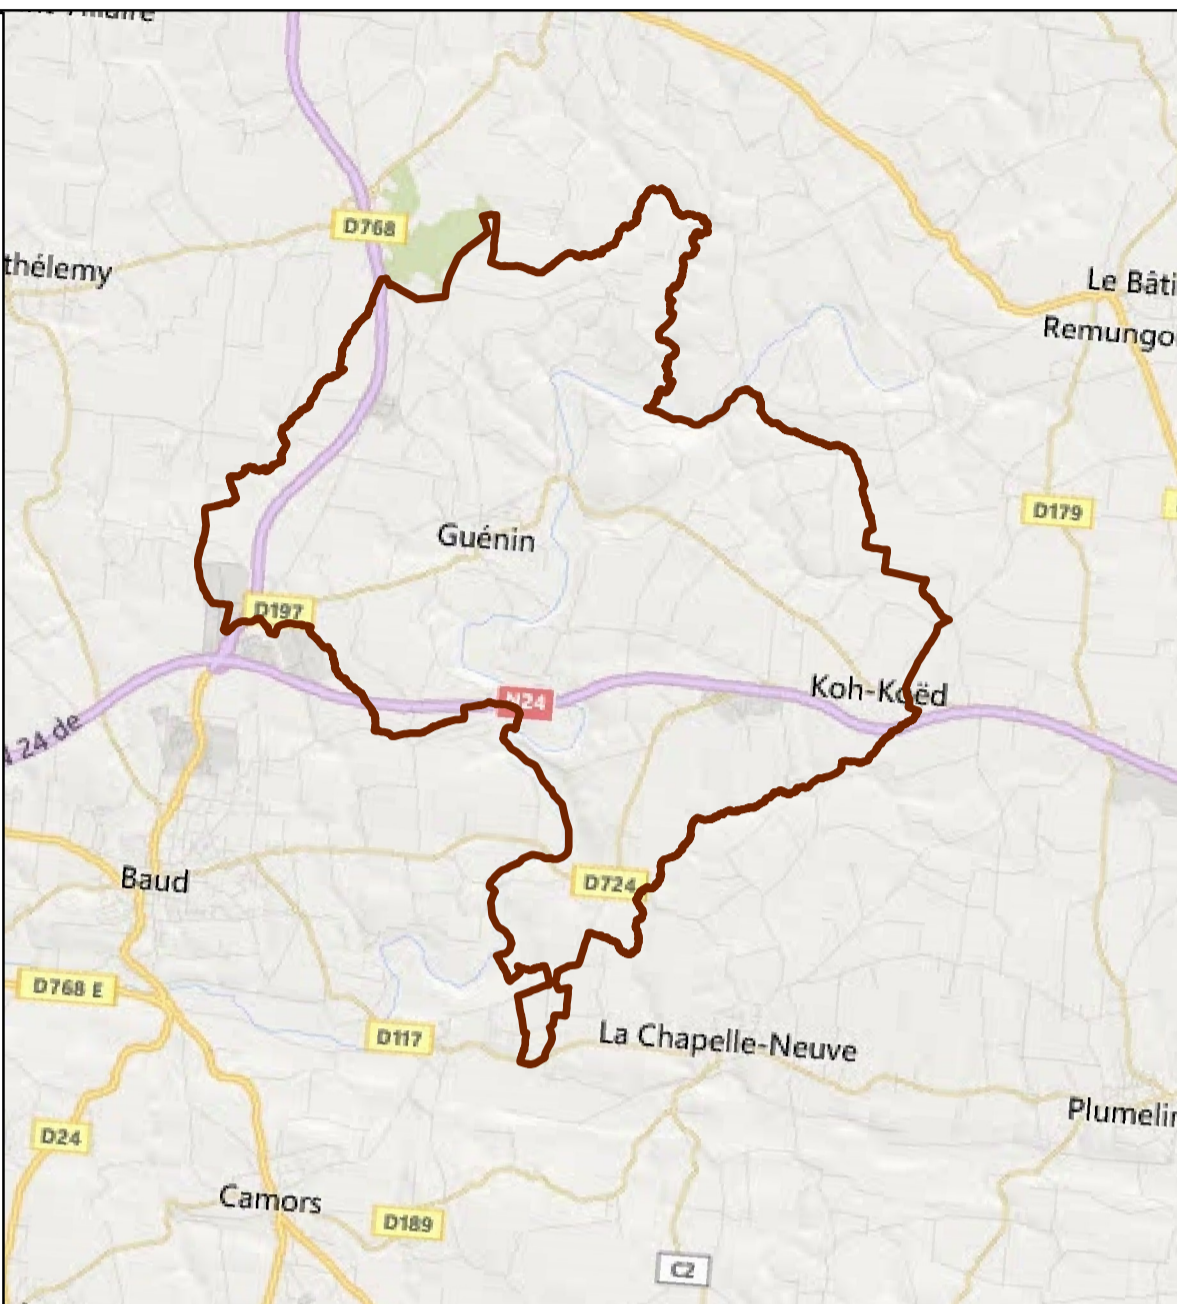 D768
thélemy
Le Bâti
Remungo
D179
Guénin
D197
Koh-Koëd
N24
24 de
Baud
D724
D768 E
D117
La Chapelle-Neuve
Plumelin
D24
Camors
D189
C2